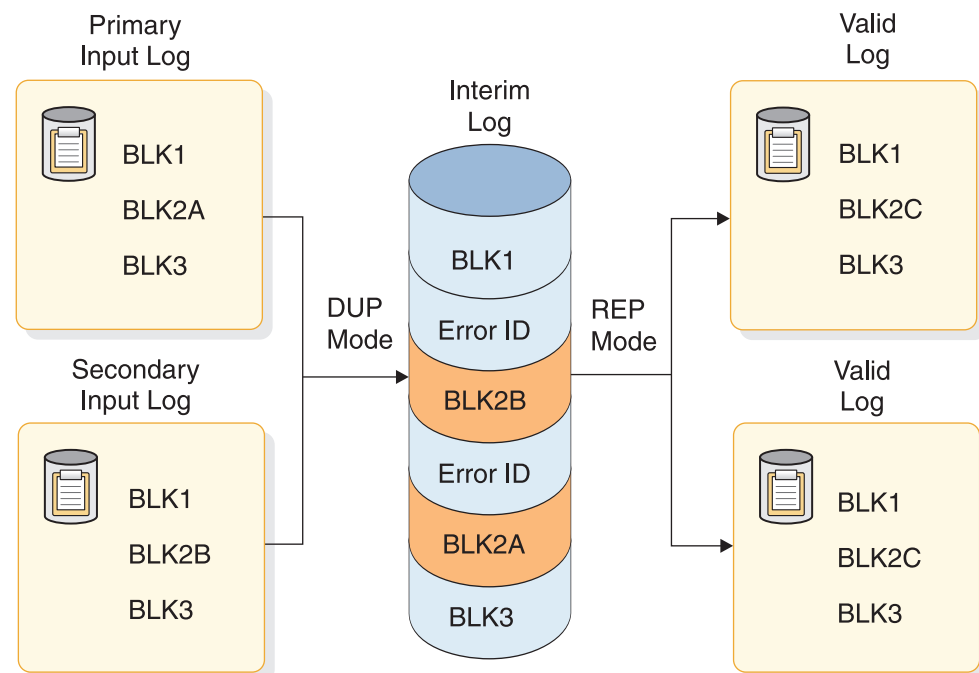 Primary
Input Log
BLK1
BLK2A
BLK3
Secondary
Input Log
BLK1
BLK2B
BLK3
DUP
Mode
Interim
Log
BLK1
Error ID
BLK2B
Error ID
BLK2A
BLK3
REP
Mode
Valid
Log
BLK1
BLK2C
BLK3
Valid
Log
BLK1
BLK2C
BLK3